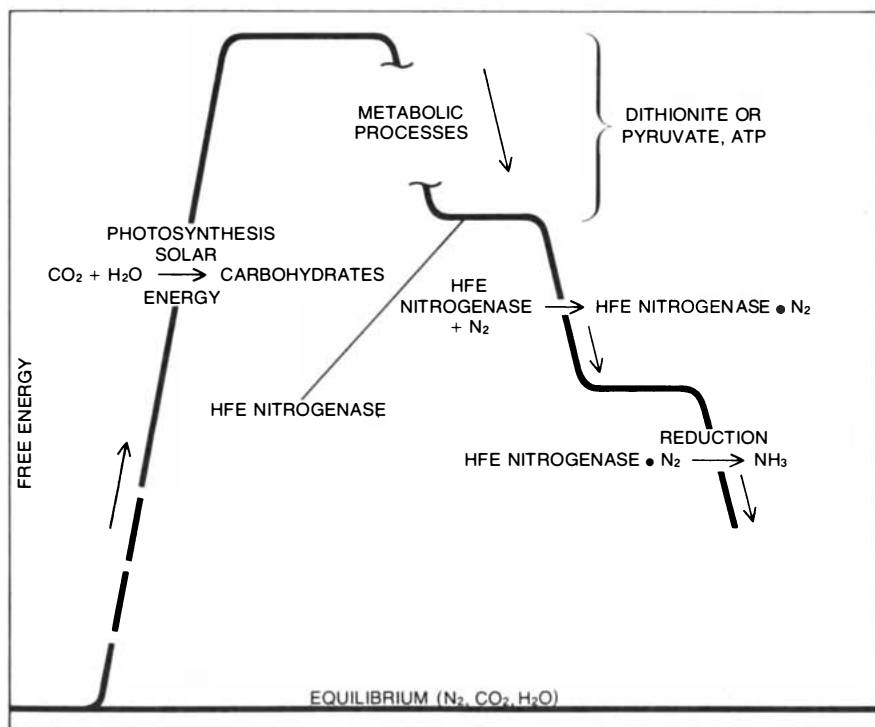 METABOLIC
PROCESSES
DITHIONITE OR
PYRUVATE, ATP
PHOTOSYNTHESIS
SOLAR
CO₂ + H₂O → CARBOHYDRATES
ENERGY
HFE
NITROGENASE → HFE NITROGENASE • N₂
+ N₂
HFE NITROGENASE
FREE ENERGY
REDUCTION
HFE NITROGENASE • N₂ → NH₃
EQUILIBRIUM (N₂, CO₂, H₂O)